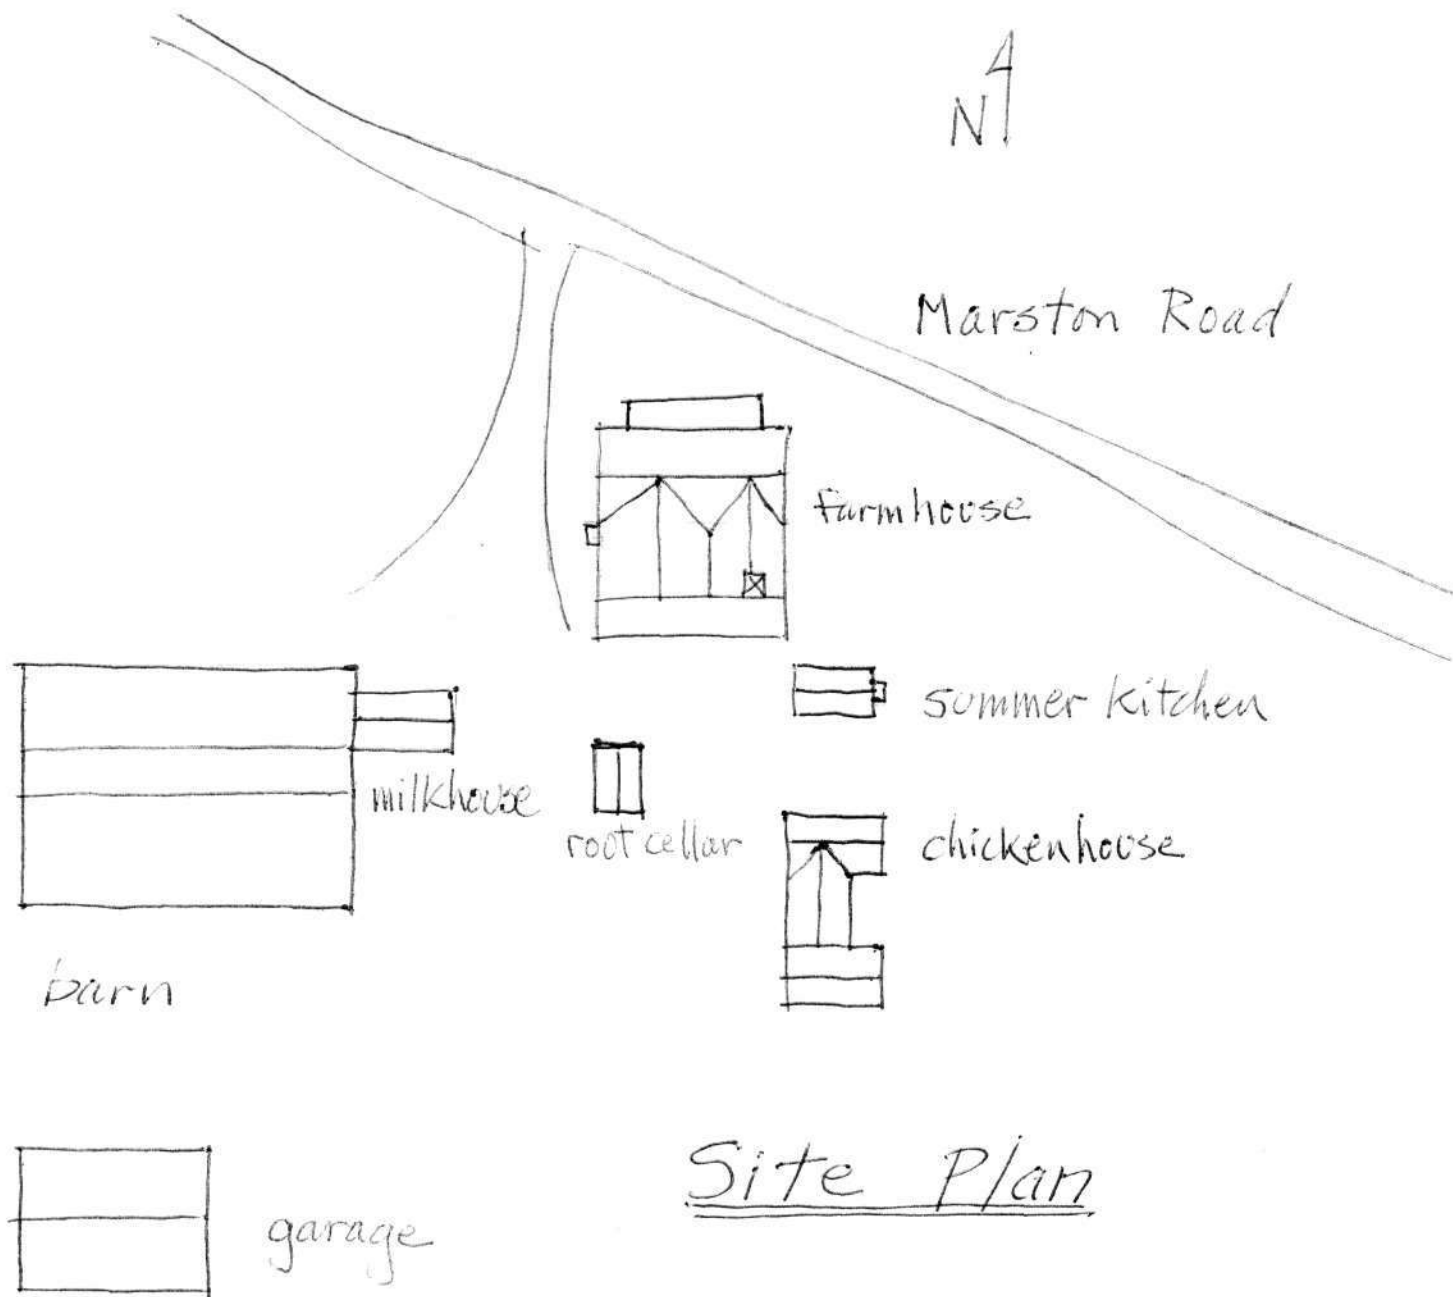 N
Marston Road
farmhouse
summer kitchen
milkhouse
root cellar
chickenhouse
barn
Site Plan
garage